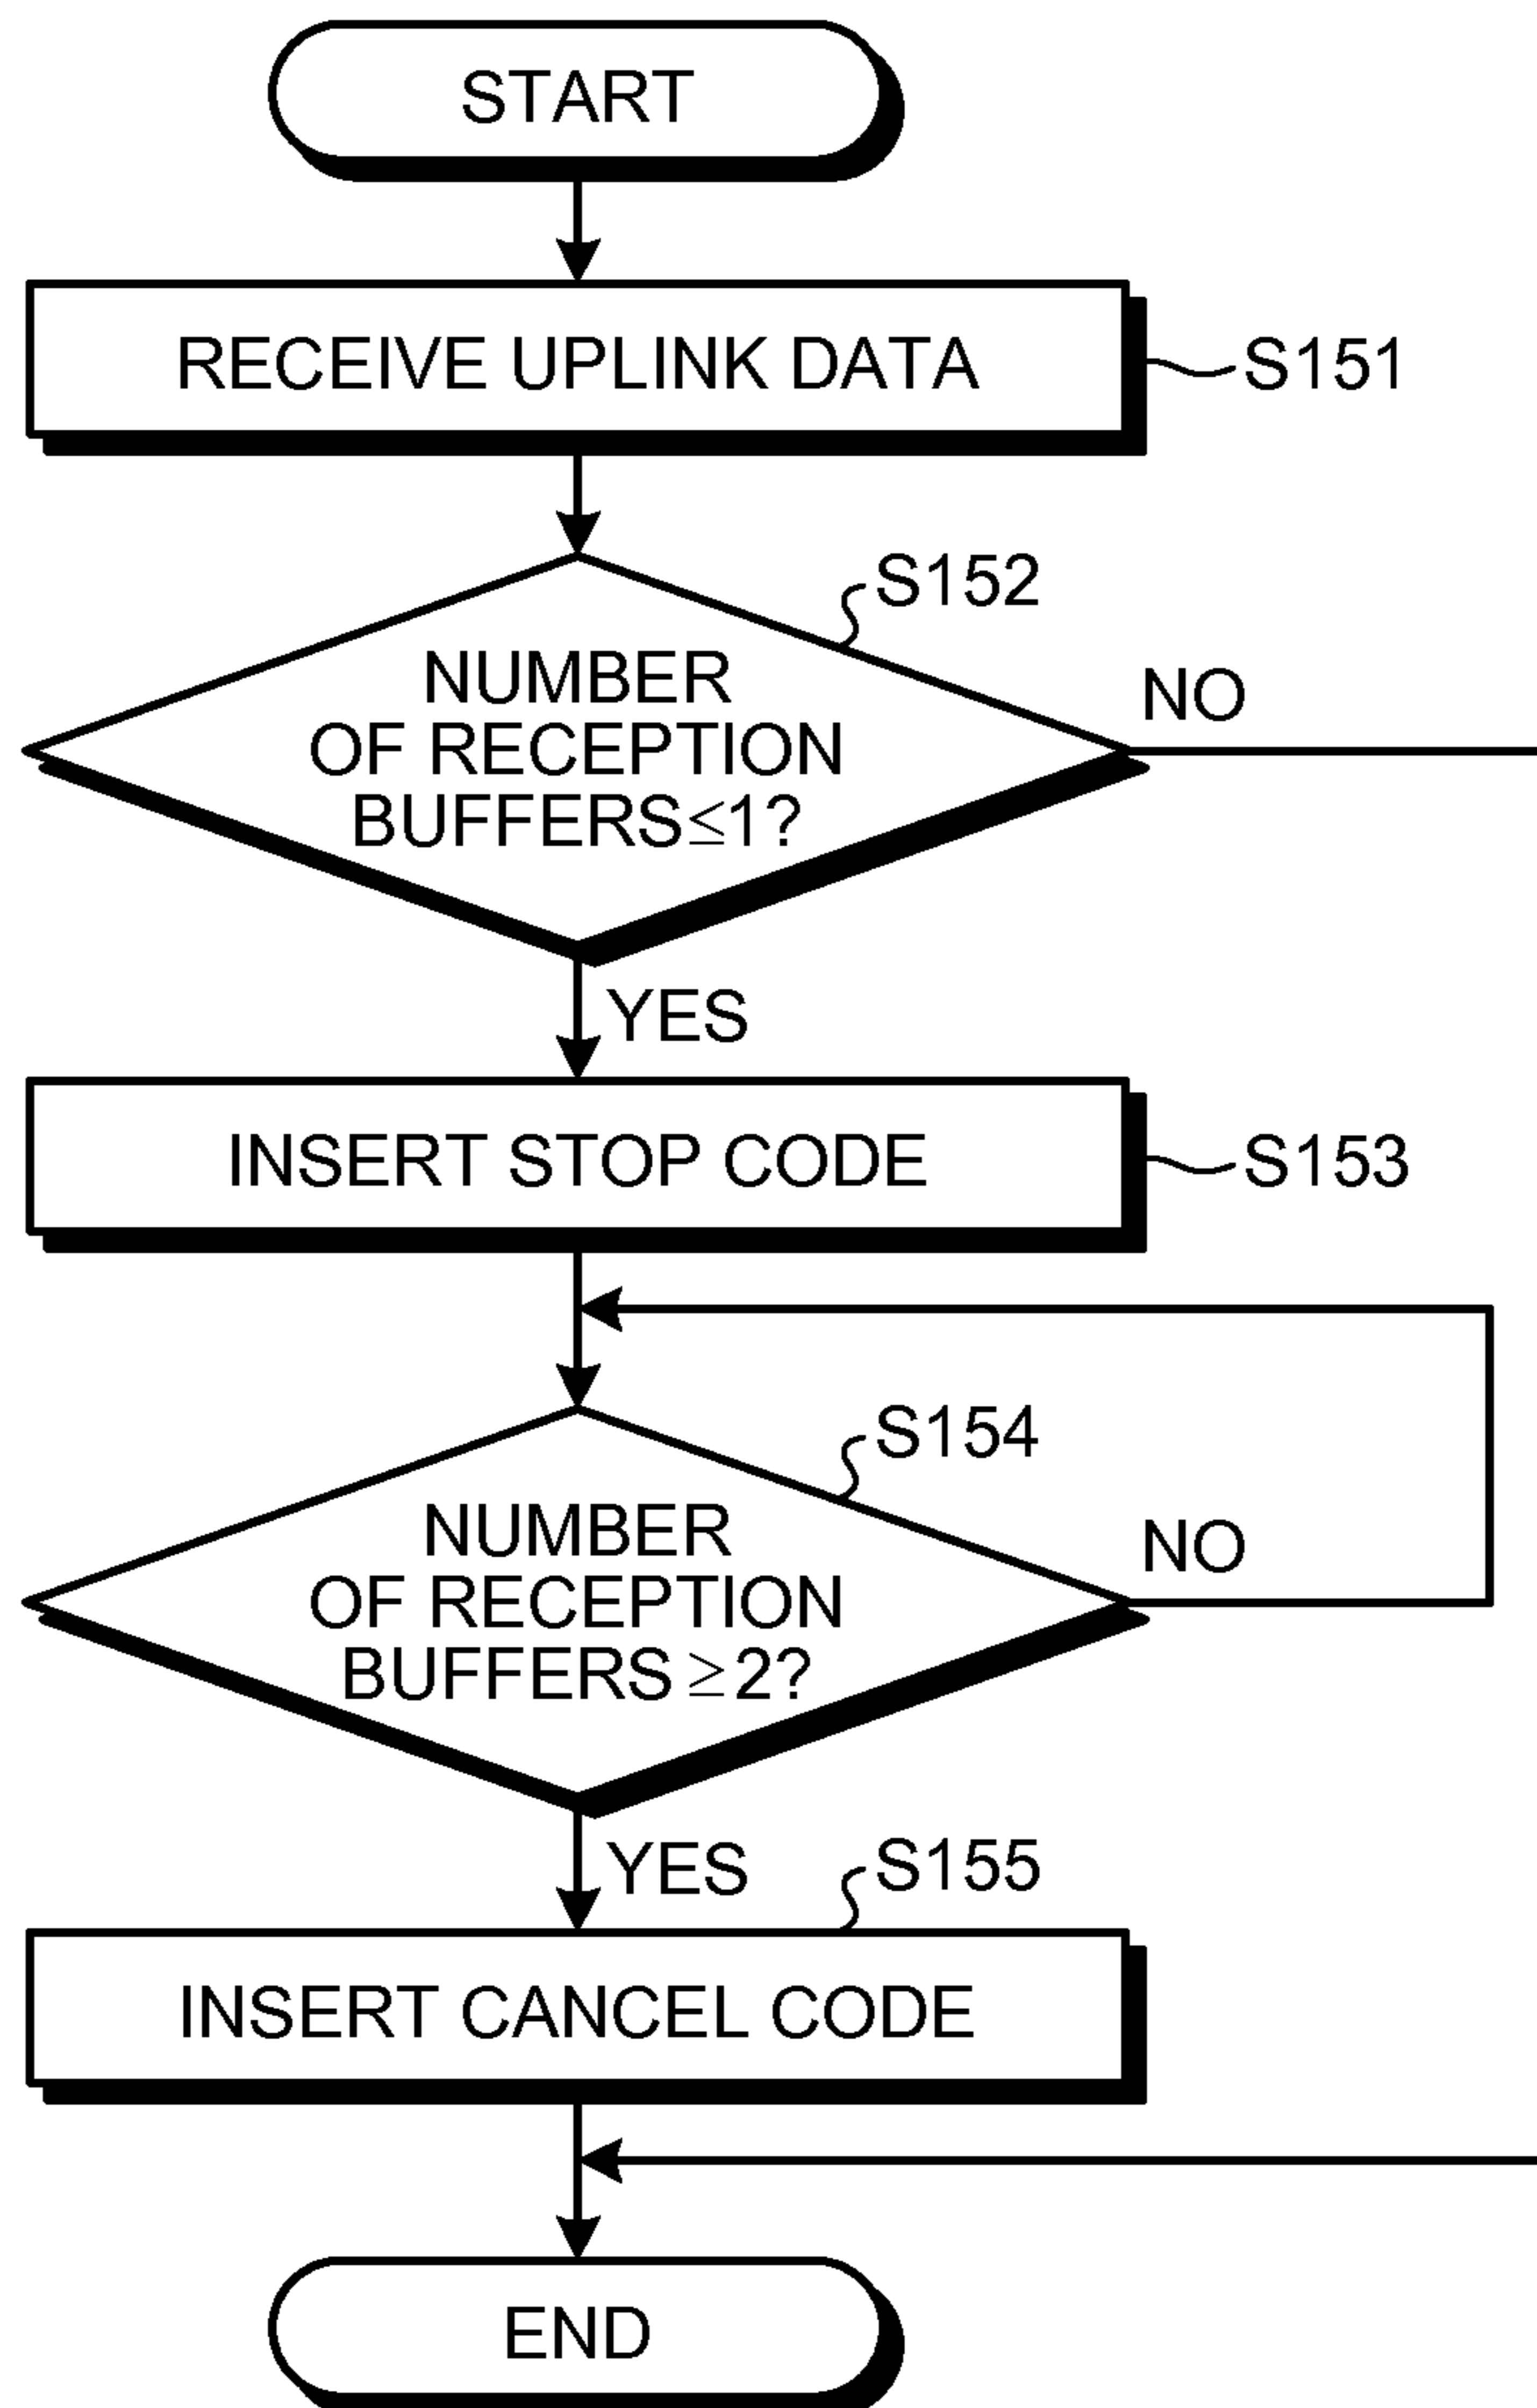 START
RECEIVE UPLINK DATA
S151
S152
NUMBER
OF RECEPTION
BUFFERS≦1?
NO
YES
INSERT STOP CODE
S153
S154
NUMBER
OF RECEPTION
BUFFERS≧2?
NO
YES
S155
INSERT CANCEL CODE
END